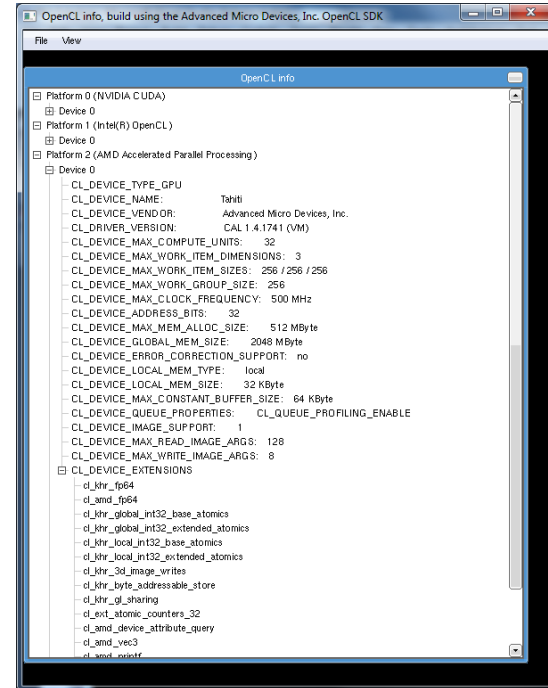 OpenCL info, build using the Advanced Micro Devices, Inc. OpenCL SDK
File View
OpenCL info
Platform 0 (NVIDIA CUDA)
Device 0
Platform 1 (Intel(R) OpenCL)
Device 0
Platform 2 (AMD Accelerated Parallel Processing)
Device 0
CL_DEVICE_TYPE_GPU
CL_DEVICE_NAME: Tahiti
CL_DEVICE_VENDOR: Advanced Micro Devices, Inc.
CL_DRIVER_VERSION: CAL 1.4.1741 (VM)
CL_DEVICE_MAX_COMPUTE_UNITS: 32
CL_DEVICE_MAX_WORK_ITEM_DIMENSIONS: 3
CL_DEVICE_MAX_WORK_ITEM_SIZES: 256 / 256 / 256
CL_DEVICE_MAX_WORK_GROUP_SIZE: 256
CL_DEVICE_MAX_CLOCK_FREQUENCY: 500 MHz
CL_DEVICE_ADDRESS_BITS: 32
CL_DEVICE_MAX_MEM_ALLOC_SIZE: 512 MByte
CL_DEVICE_GLOBAL_MEM_SIZE: 2048 MByte
CL_DEVICE_ERROR_CORRECTION_SUPPORT: no
CL_DEVICE_LOCAL_MEM_TYPE: local
CL_DEVICE_LOCAL_MEM_SIZE: 32 KByte
CL_DEVICE_MAX_CONSTANT_BUFFER_SIZE: 64 KByte
CL_DEVICE_QUEUE_PROPERTIES: CL_QUEUE_PROFILING_ENABLE
CL_DEVICE_IMAGE_SUPPORT: 1
CL_DEVICE_MAX_READ_IMAGE_ARGS: 128
CL_DEVICE_MAX_WRITE_IMAGE_ARGS: 8
CL_DEVICE_EXTENSIONS
cl_khr_fp64
cl_amd_fp64
cl_khr_global_int32_base_atomics
cl_khr_global_int32_extended_atomics
cl_khr_local_int32_base_atomics
cl_khr_local_int32_extended_atomics
cl_khr_3d_image_writes
cl_khr_byte_addressable_store
cl_khr_gl_sharing
cl_ext_atomic_counters_32
cl_amd_device_attribute_query
cl_amd_vec3
cl_amd_printf